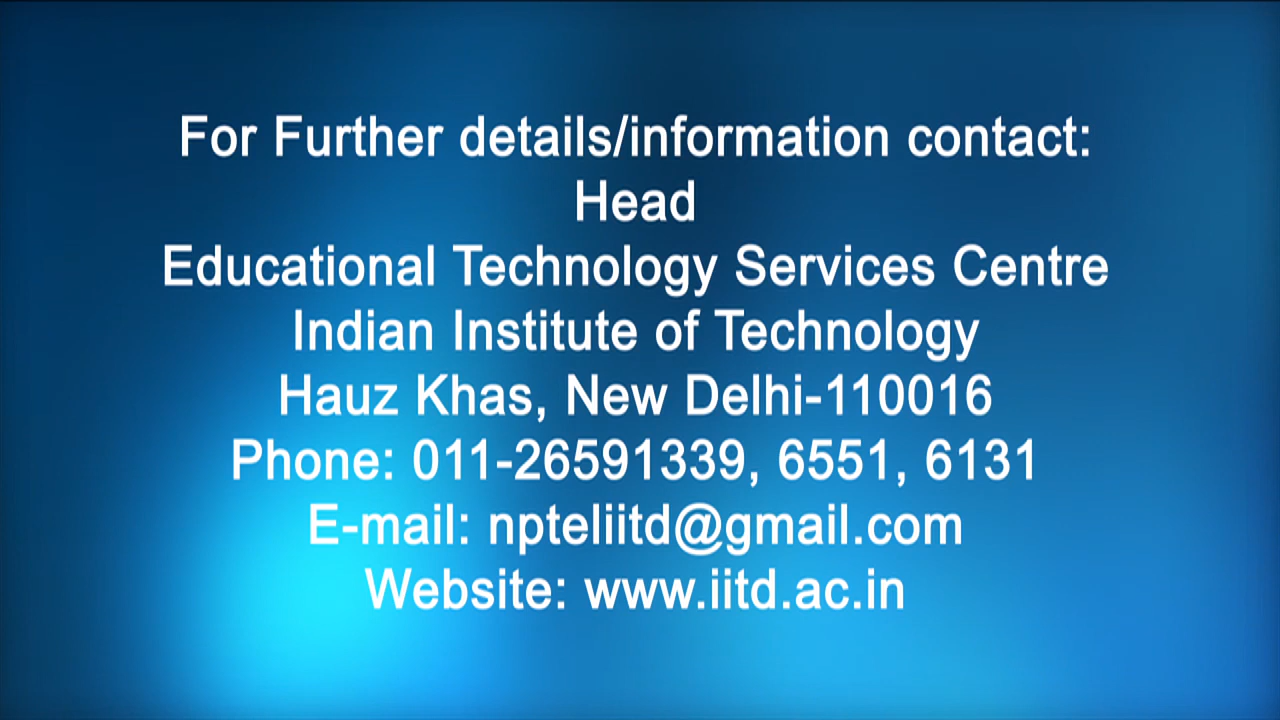 For Further details/information contact:
Head
Educational Technology Services Centre
Indian Institute of Technology
Hauz Khas, New Delhi-110016
Phone: 011-26591339, 6551, 6131
E-mail: npteliitd@gmail.com
Website: www.iitd.ac.in